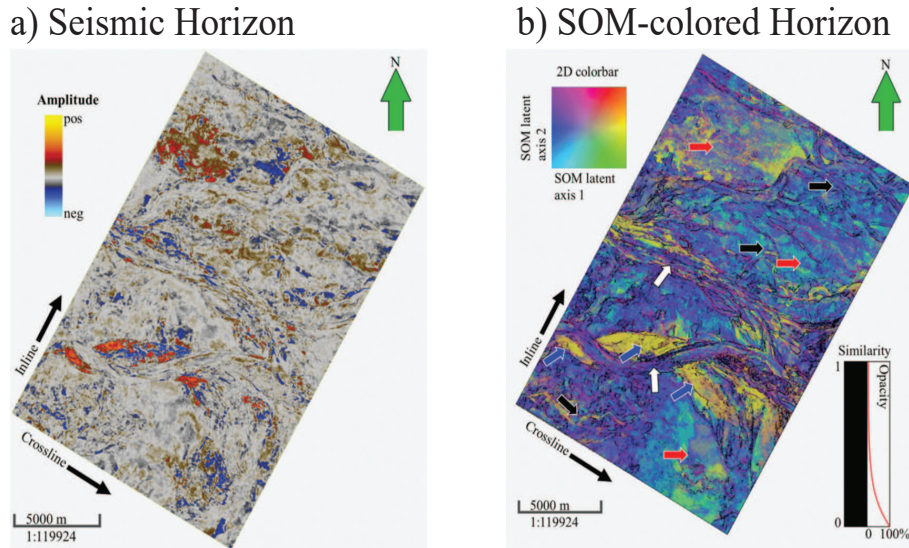 a) Seismic Horizon
N
Amplitude
pos
neg
Inline
Crossline
5000 m
1:119924
b) SOM-colored Horizon
2D colorbar
N
SOM latent
axis 2
SOM latent
axis 1
Inline
Crossline
Similarity
1
Opacity
0
0 100%
5000 m
1:119924